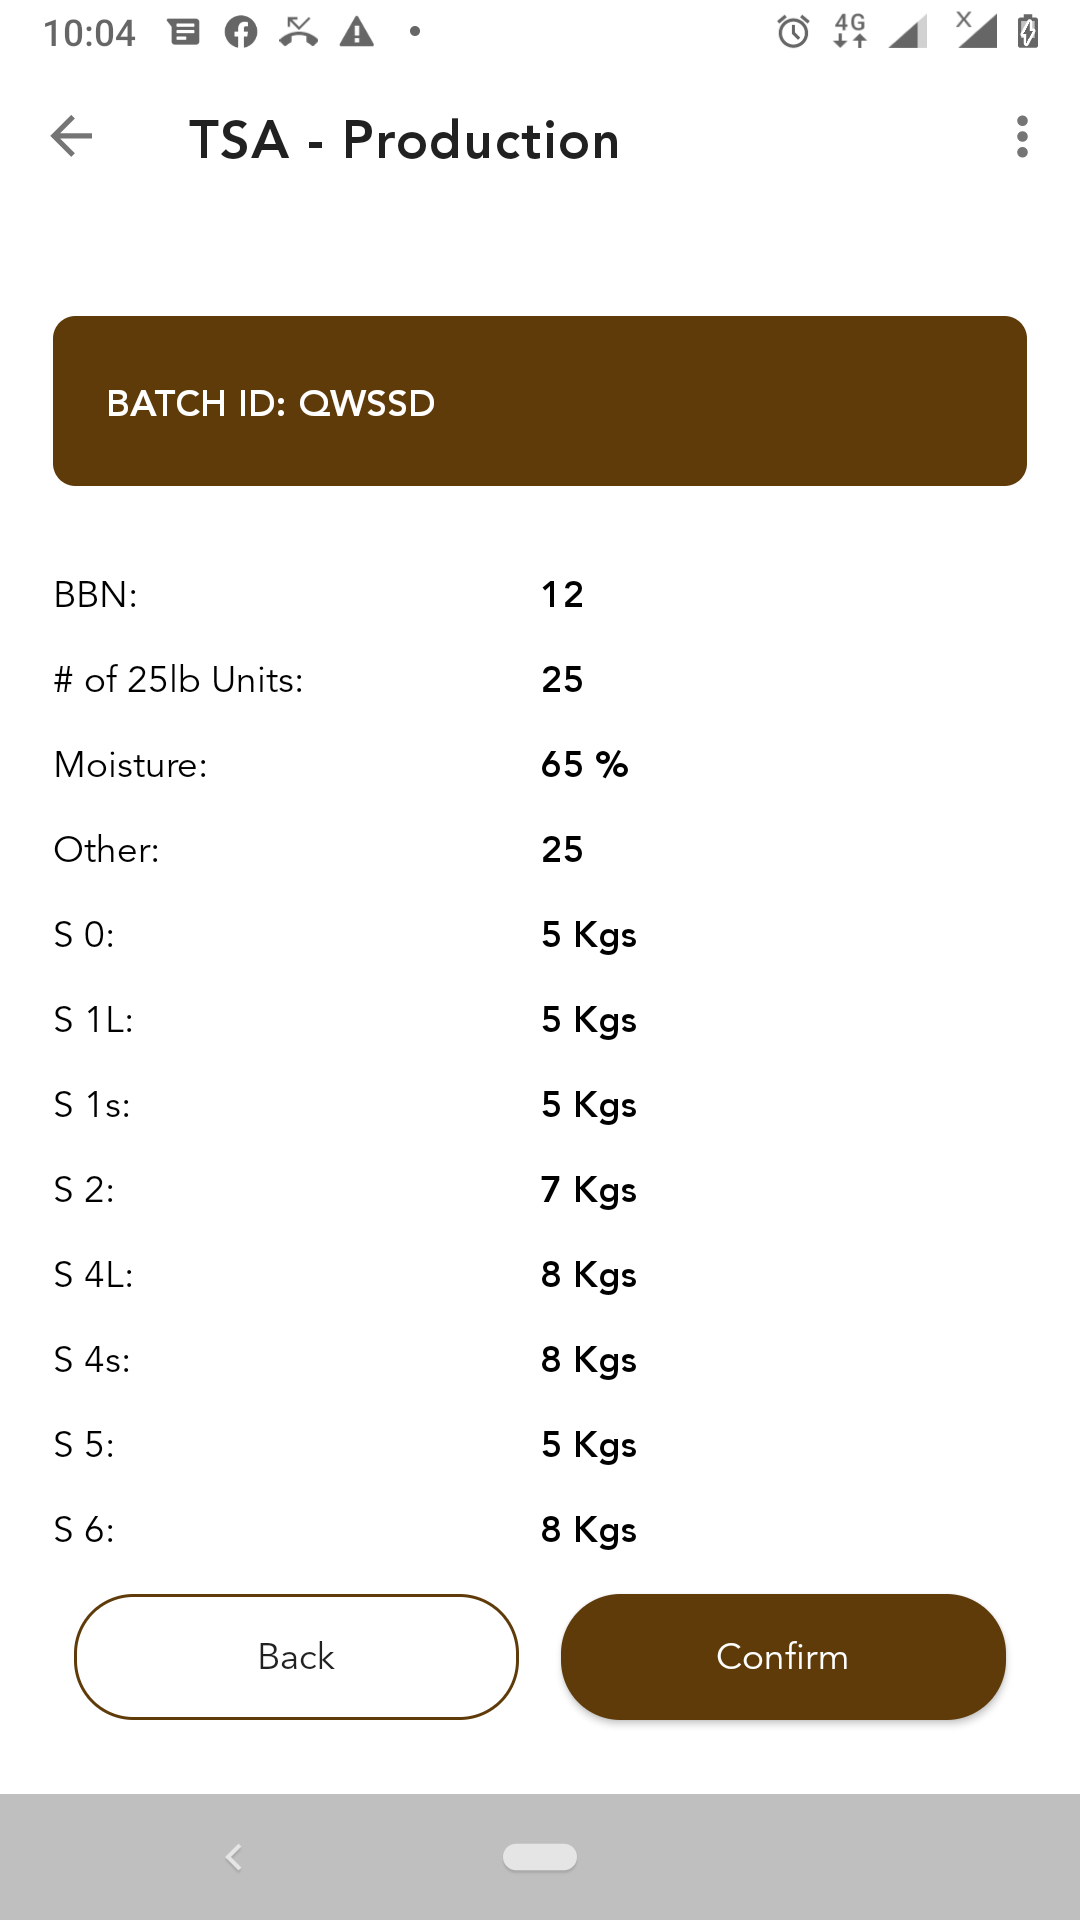 10:04
4G
X
TSA - Production
BATCH ID: QWSSD
BBN: 12
# of 25lb Units: 25
Moisture: 65 %
Other: 25
S 0: 5 Kgs
S 1L: 5 Kgs
S 1s: 5 Kgs
S 2: 7 Kgs
S 4L: 8 Kgs
S 4s: 8 Kgs
S 5: 5 Kgs
S 6: 8 Kgs
Back
Confirm